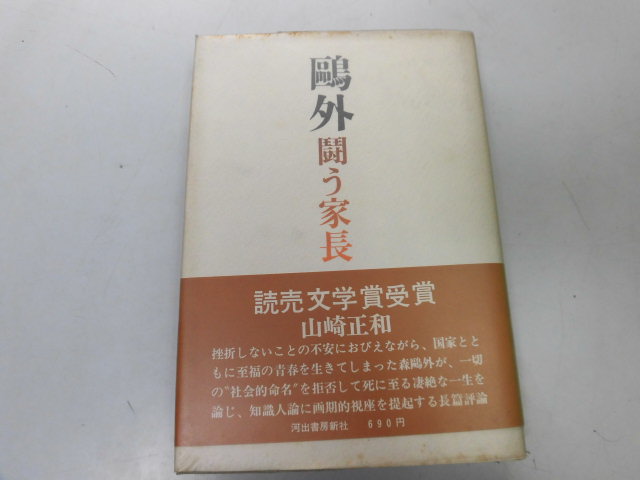 鷗外
闘う家長
読売文学賞受賞
山崎正和
挫折しないことの不安におびえながら、国家とと
もに至福の青春を生きてしまった森鷗外が、一切
の“社会的命名”を拒否して死に至る凄絶な一生を
論じ、知識人論に画期的視座を提起する長篇評論
河出書房新社 690円